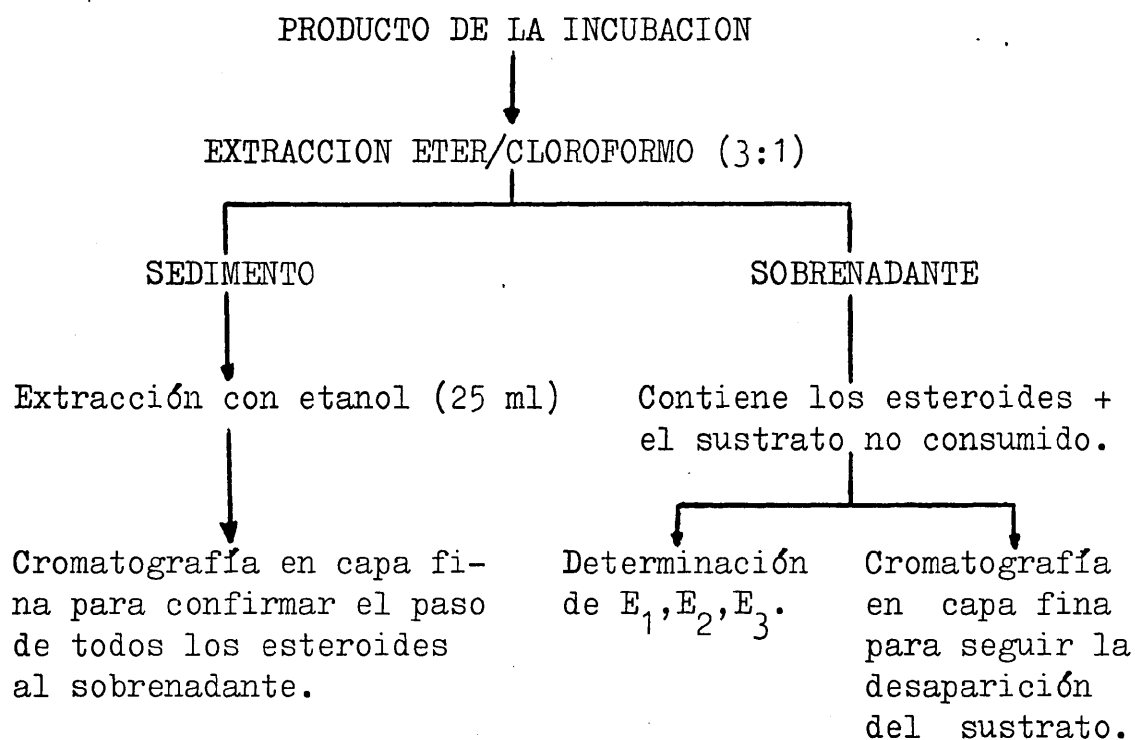 PRODUCTO DE LA INCUBACION
EXTRACCION ETER/CLOROFORMO (3:1)
SEDIMENTO
Extracción con etanol (25 ml)
Cromatografía en capa fi-
na para confirmar el paso
de todos los esteroides
al sobrenadante.
SOBRENADANTE
Contiene los esteroides +
el sustrato no consumido.
Determinación
de E₁,E₂,E₃.
Cromatografía
en capa fina
para seguir la
desaparición
del sustrato.